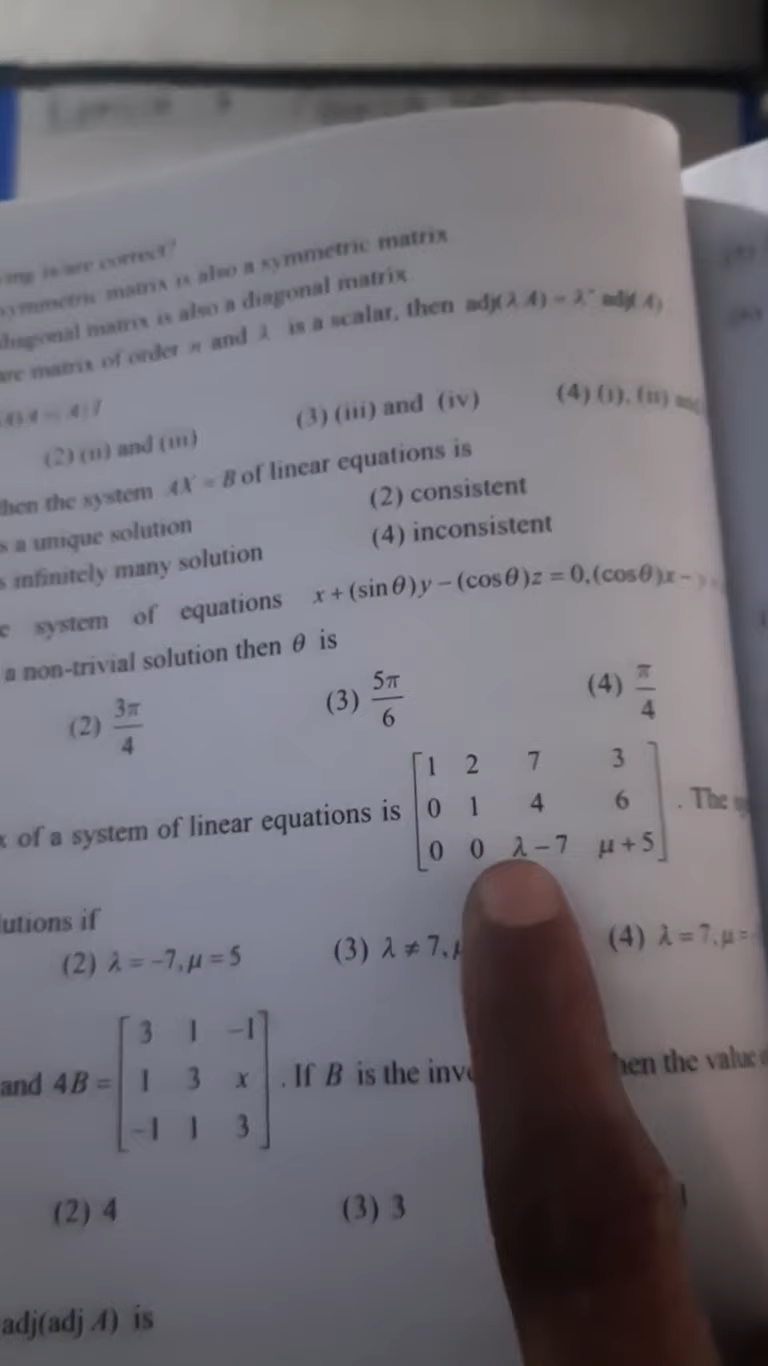 is/are correct?
symmetric matrix is also a symmetric matrix
diagonal matrix is also a diagonal matrix
matrix of order n and λ is a scalar, then adj(λA) = λⁿ adj(A)
(2) (ii) and (iii) (3) (iii) and (iv) (4) (i), (ii)
then the system AX = B of linear equations is
a unique solution (2) consistent
infinitely many solution (4) inconsistent
system of equations x + (sin θ) y − (cos θ) z = 0, (cos θ) x −
a non-trivial solution then θ is
(2) 3π/4 (3) 5π/6 (4) π/4
of a system of linear equations is [1 2 7 3
0 1 4 6
0 0 λ − 7 μ + 5]. The
if
(2) λ = −7, μ = 5 (3) λ ≠ 7, (4) λ = 7, μ =
and 4B = [3 1 −1
1 3 x
−1 1 3]. If B is the the value
(2) 4 (3) 3
adj(adj A) is